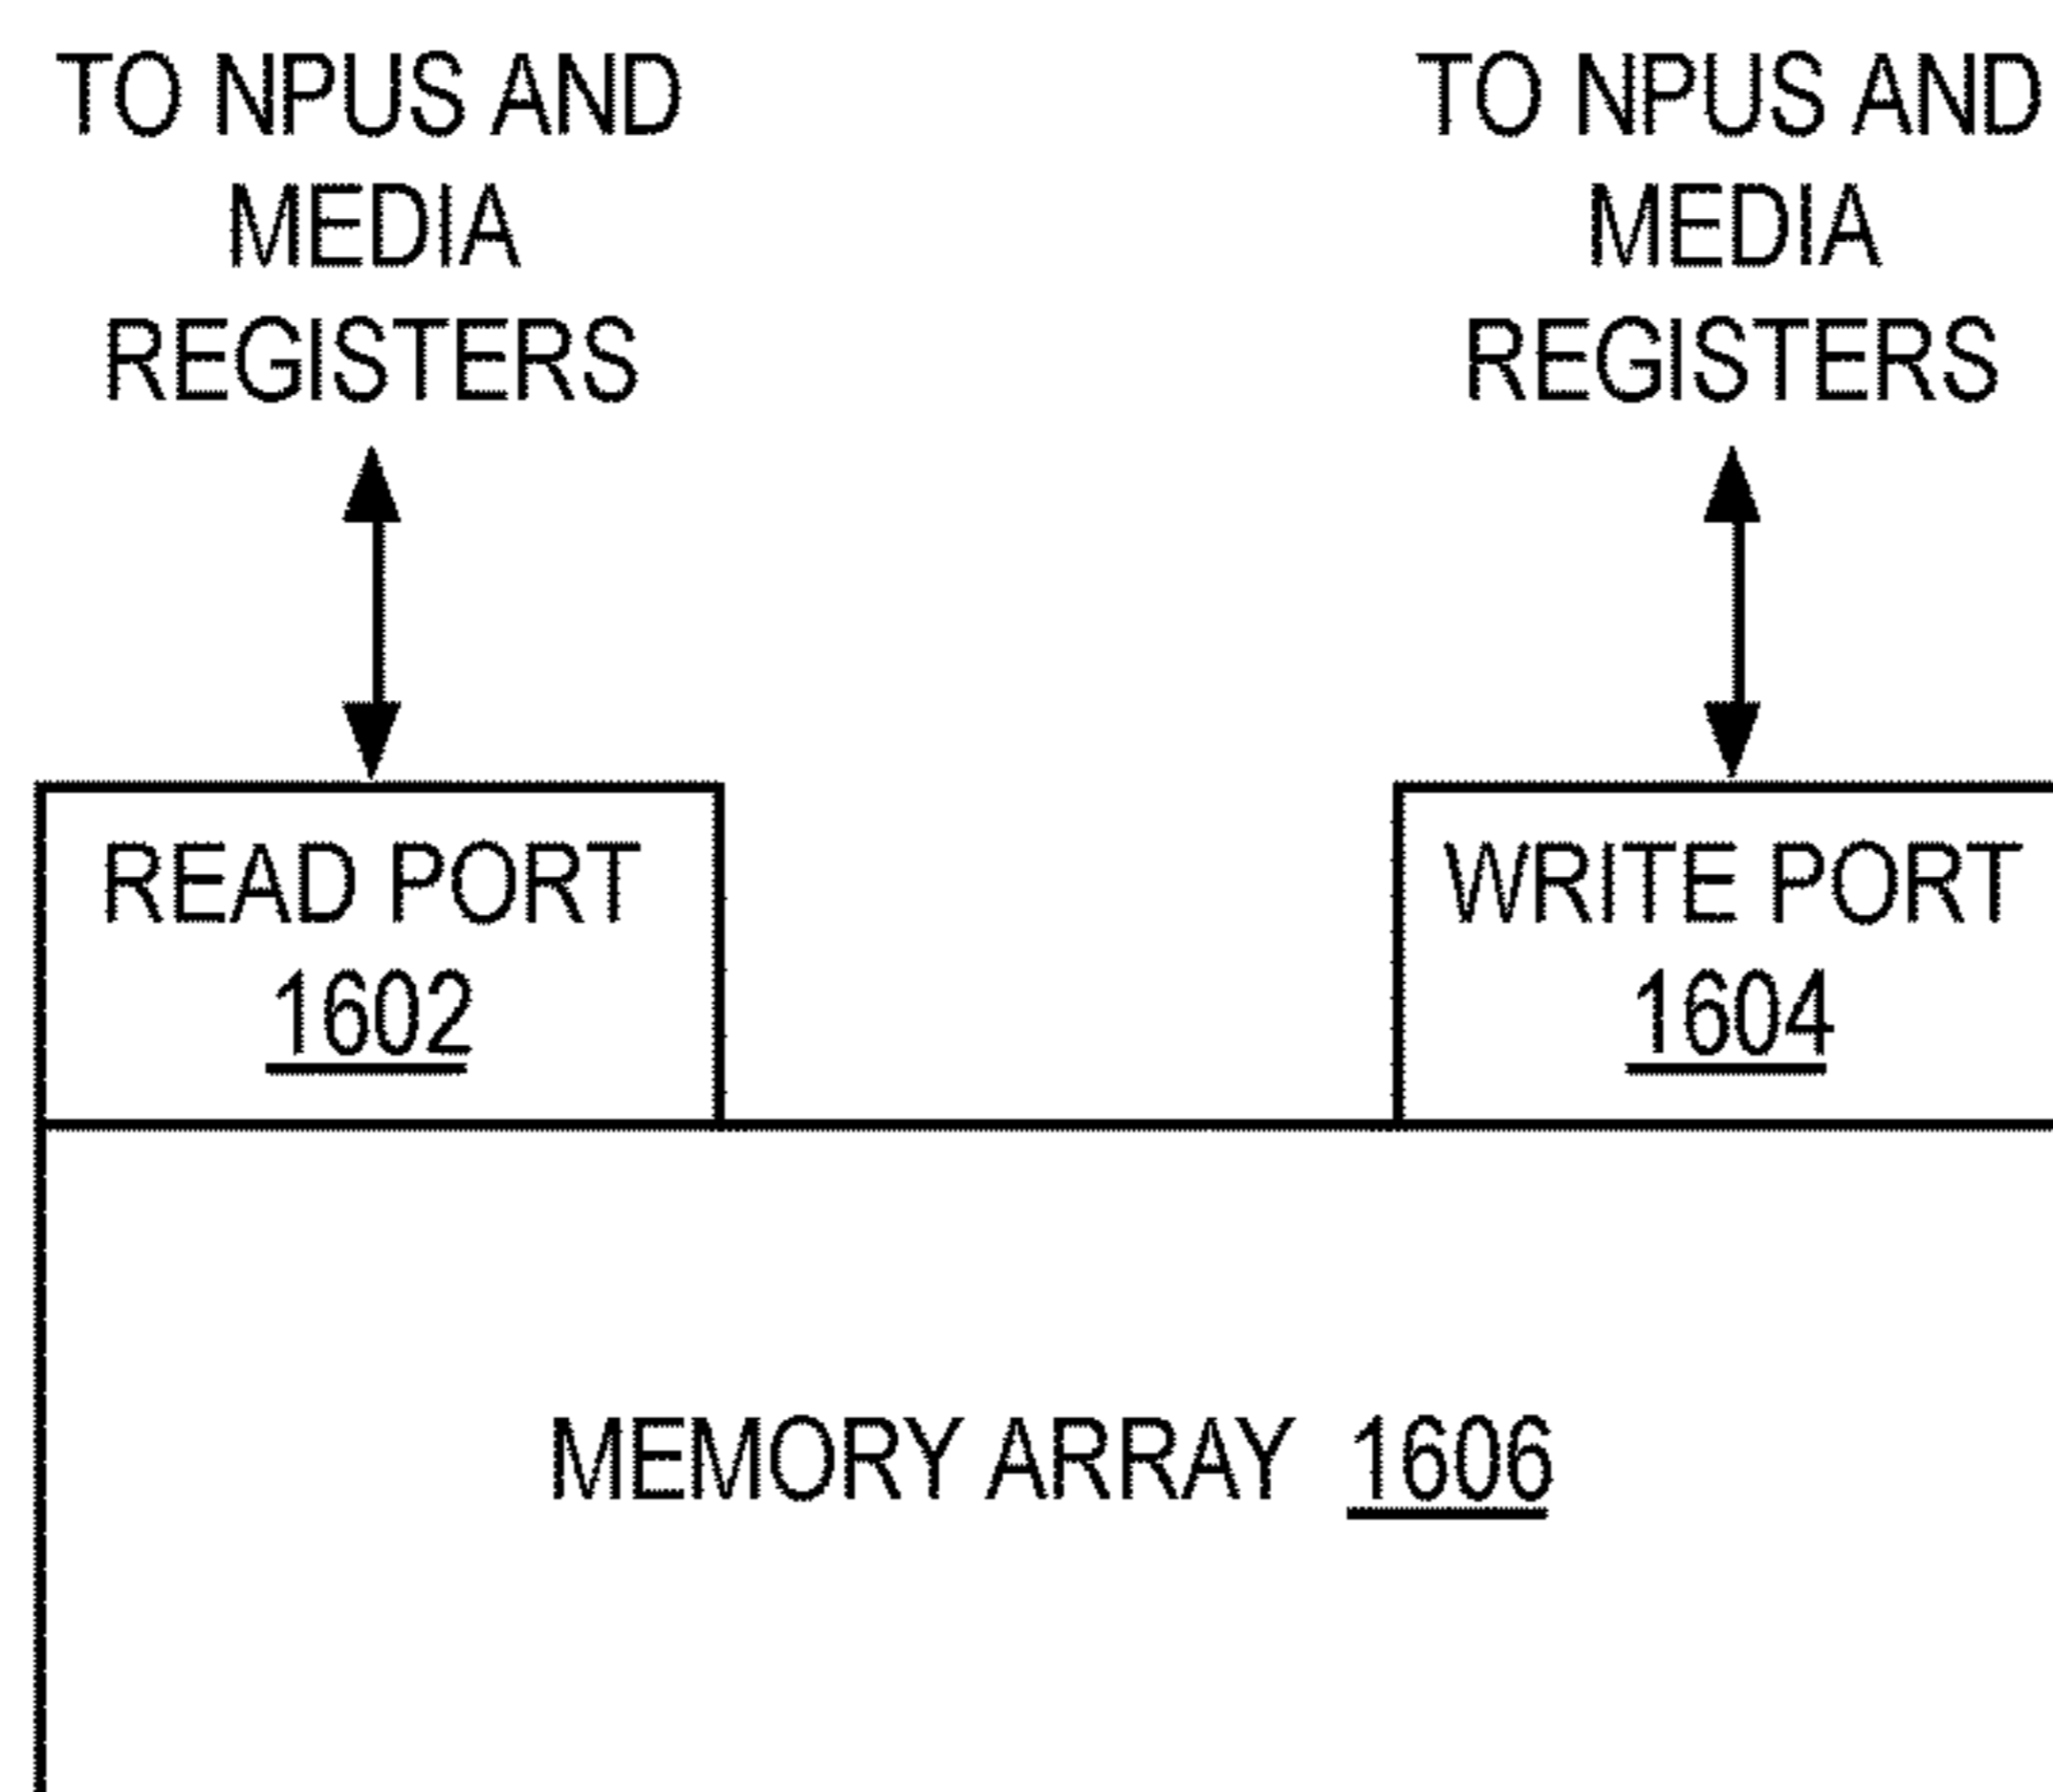 TO NPUS AND
MEDIA
REGISTERS
TO NPUS AND
MEDIA
REGISTERS
READ PORT
1602
WRITE PORT
1604
MEMORY ARRAY 1606